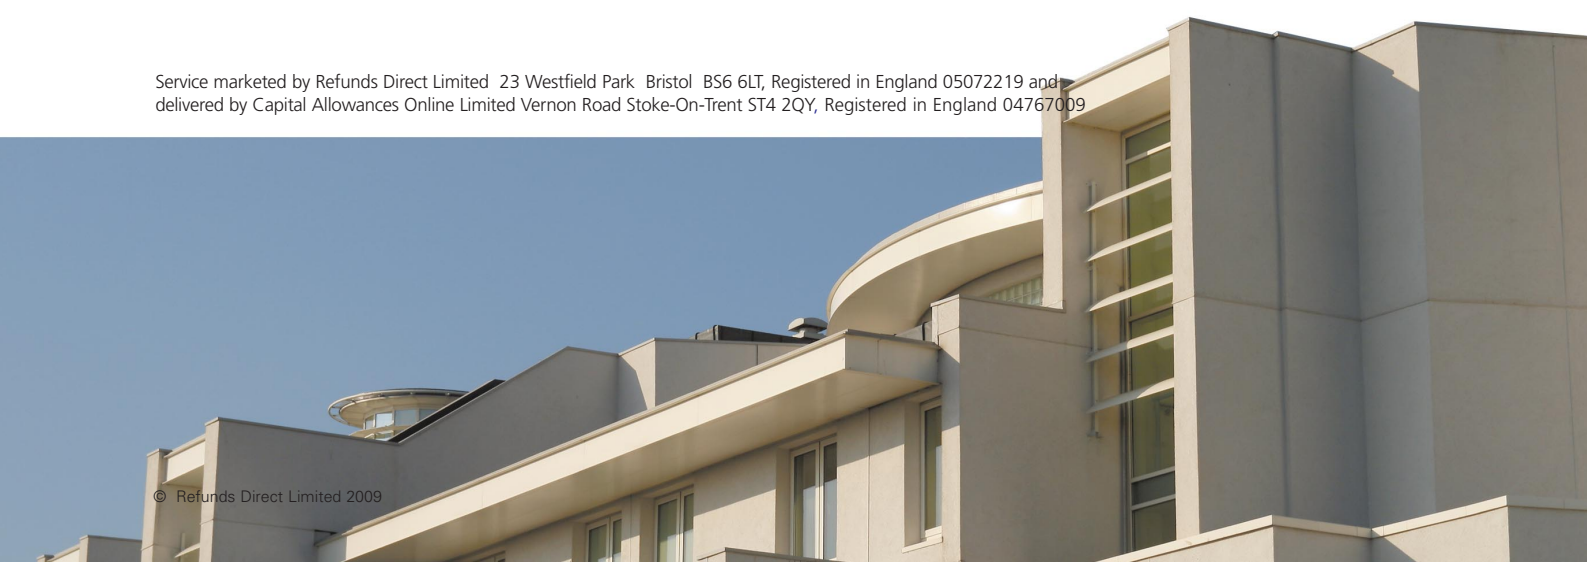 Service marketed by Refunds Direct Limited  23 Westfield Park  Bristol  BS6 6LT, Registered in England 05072219 and
delivered by Capital Allowances Online Limited Vernon Road Stoke-On-Trent ST4 2QY, Registered in England 04767009
© Refunds Direct Limited 2009